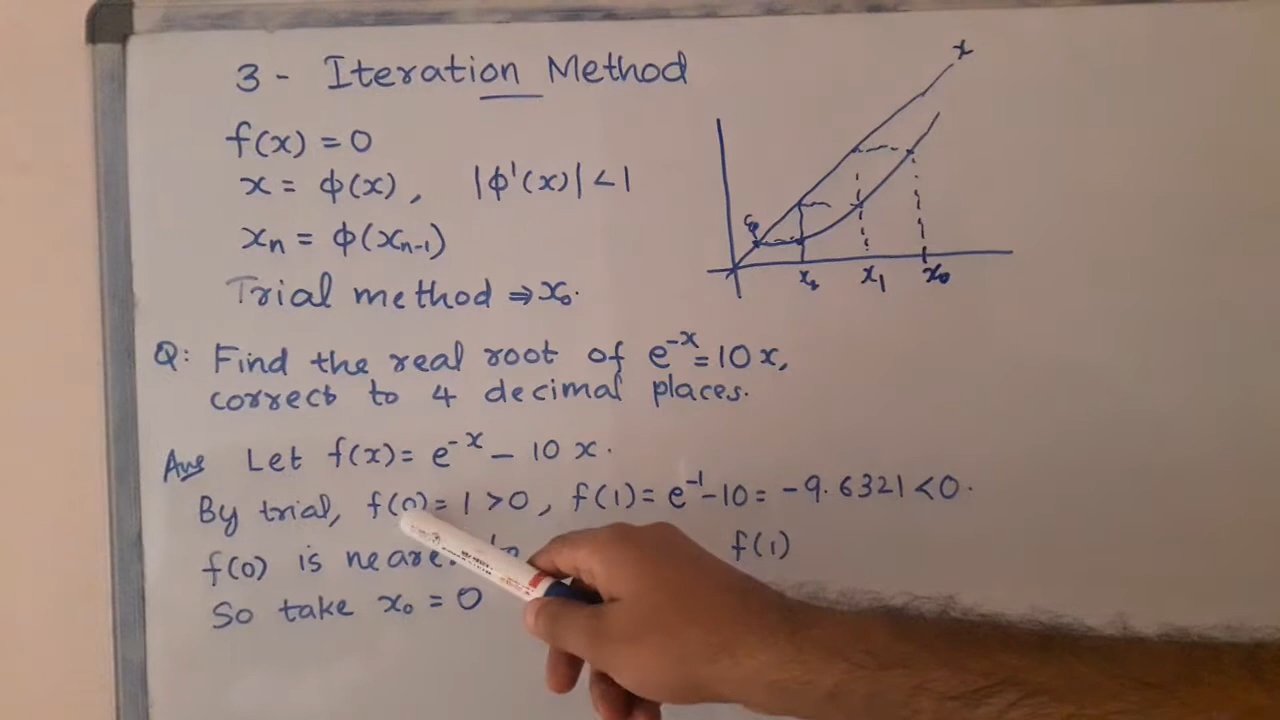 3 - Iteration Method
f(x) = 0
x = φ(x), |φ'(x)| < 1
xₙ = φ(xₙ₋₁)
Trial method ⇒ x₀.
x
x₂ x₁ x₀
Q: Find the real root of e⁻ˣ = 10x,
correct to 4 decimal places.
Ans Let f(x) = e⁻ˣ - 10x.
By trial, f(0) = 1 > 0, f(1) = e⁻¹ - 10 = -9.6321 < 0.
f(0) is f(1)
So take x₀ = 0